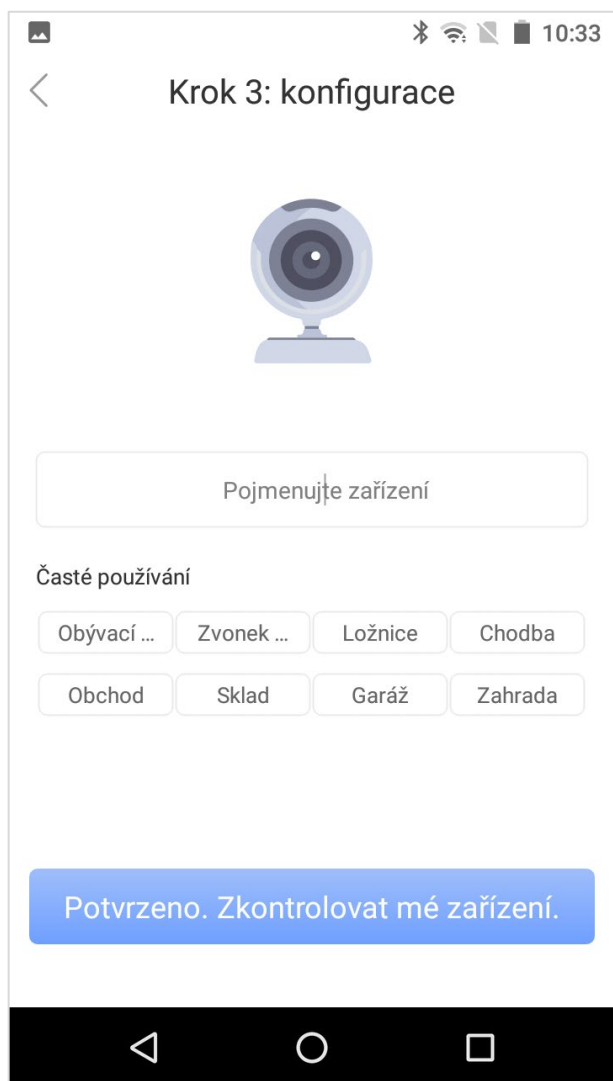 10:33
Krok 3: konfigurace
Pojmenujte zařízení
Časté používání
Obývací ... Zvonek ... Ložnice Chodba
Obchod Sklad Garáž Zahrada
Potvrzeno. Zkontrolovat mé zařízení.